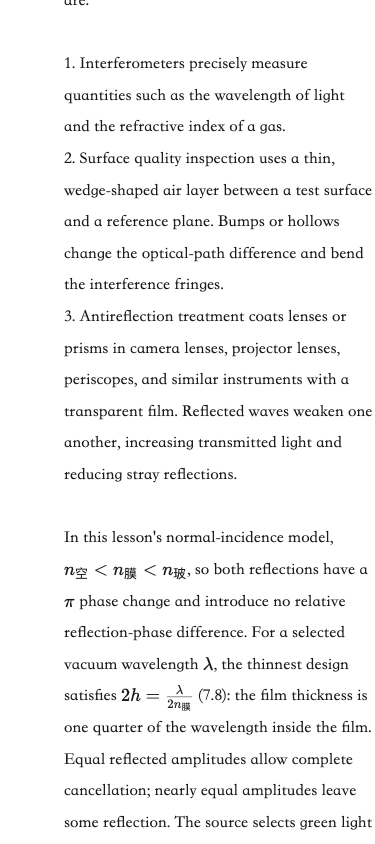 are:
1. Interferometers precisely measure
quantities such as the wavelength of light
and the refractive index of a gas.
2. Surface quality inspection uses a thin,
wedge-shaped air layer between a test surface
and a reference plane. Bumps or hollows
change the optical-path difference and bend
the interference fringes.
3. Antireflection treatment coats lenses or
prisms in camera lenses, projector lenses,
periscopes, and similar instruments with a
transparent film. Reflected waves weaken one
another, increasing transmitted light and
reducing stray reflections.
In this lesson's normal-incidence model,
n空 < n膜 < n玻, so both reflections have a
π phase change and introduce no relative
reflection-phase difference. For a selected
vacuum wavelength λ, the thinnest design
satisfies 2h = λ/2n膜 (7.8): the film thickness is
one quarter of the wavelength inside the film.
Equal reflected amplitudes allow complete
cancellation; nearly equal amplitudes leave
some reflection. The source selects green light